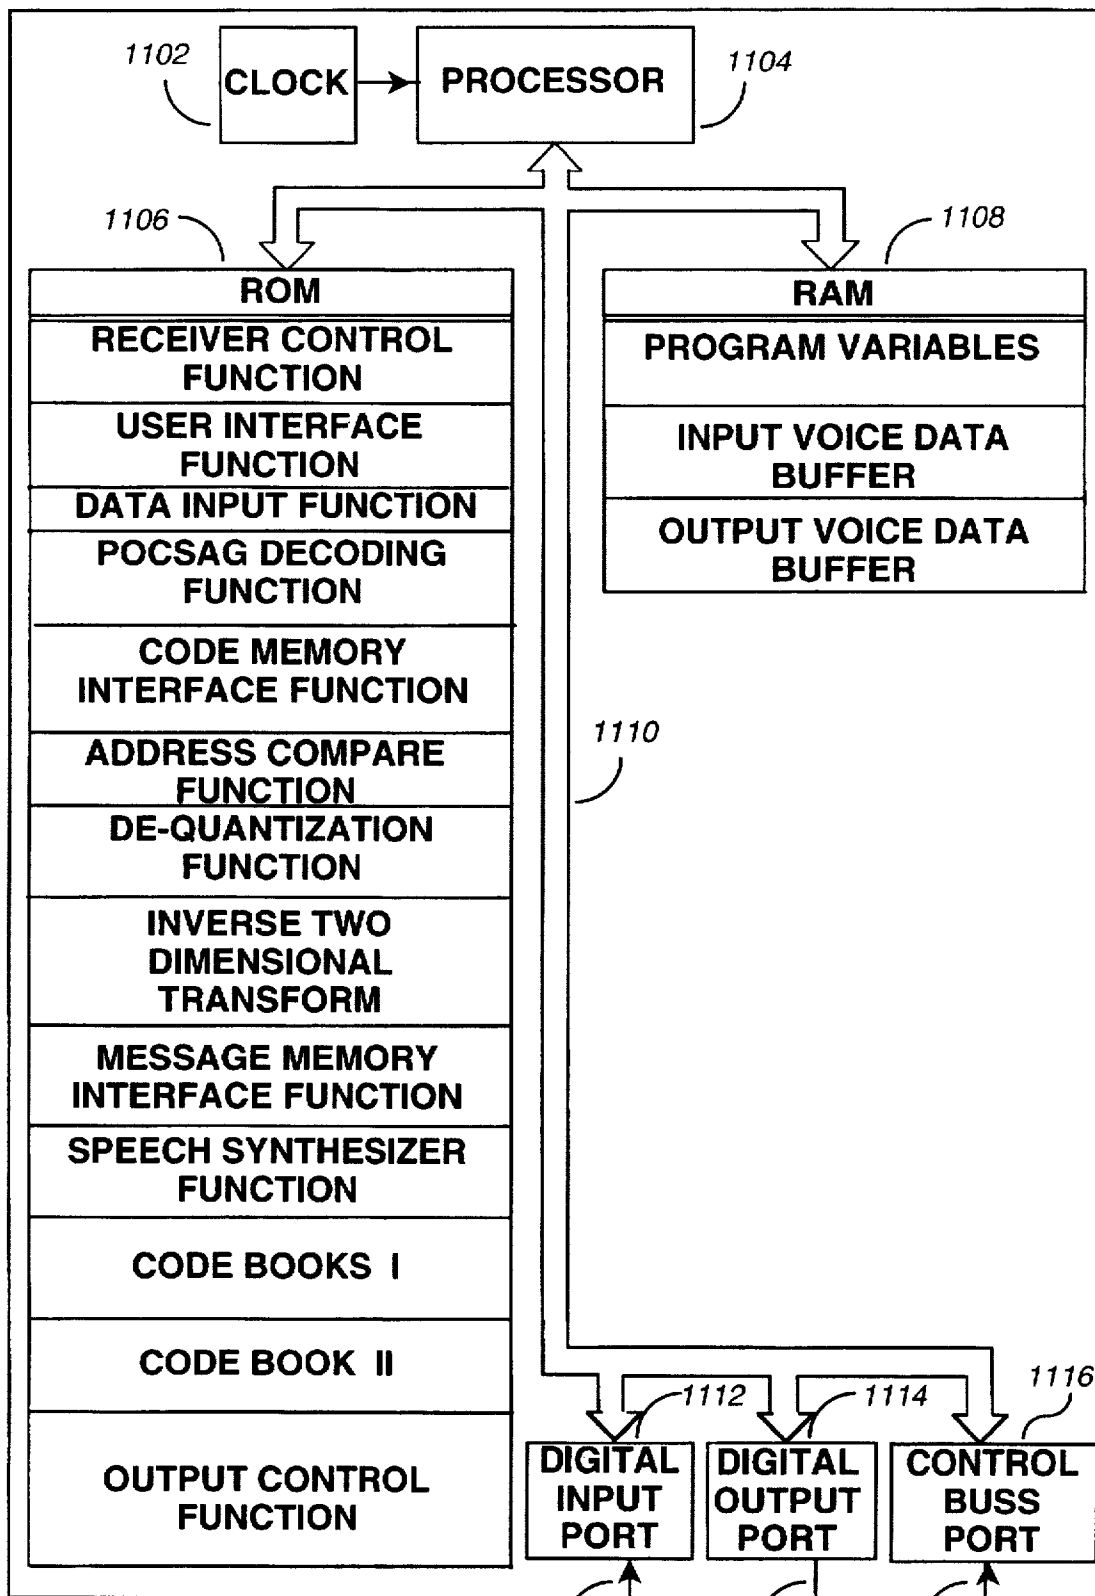 1102
CLOCK
PROCESSOR
1104
1106
1108
ROM
RECEIVER CONTROL
FUNCTION
USER INTERFACE
FUNCTION
DATA INPUT FUNCTION
POCSAG DECODING
FUNCTION
CODE MEMORY
INTERFACE FUNCTION
ADDRESS COMPARE
FUNCTION
DE-QUANTIZATION
FUNCTION
INVERSE TWO
DIMENSIONAL
TRANSFORM
MESSAGE MEMORY
INTERFACE FUNCTION
SPEECH SYNTHESIZER
FUNCTION
CODE BOOKS I
CODE BOOK II
OUTPUT CONTROL
FUNCTION
RAM
PROGRAM VARIABLES
INPUT VOICE DATA
BUFFER
OUTPUT VOICE DATA
BUFFER
1110
1112
1114
1116
DIGITAL
INPUT
PORT
DIGITAL
OUTPUT
PORT
CONTROL
BUSS
PORT